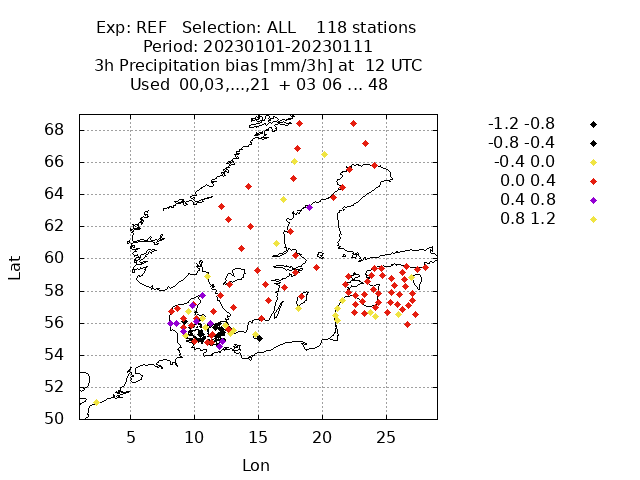 Exp: REF Selection: ALL 118 stations
Period: 20230101-20230111
3h Precipitation bias [mm/3h] at 12 UTC
Used 00,03,...,21 + 03 06 ... 48
-1.2 -0.8
-0.8 -0.4
-0.4 0.0
0.0 0.4
0.4 0.8
0.8 1.2
68
66
64
62
60
58
56
54
52
50
Lat
5 10 15 20 25
Lon